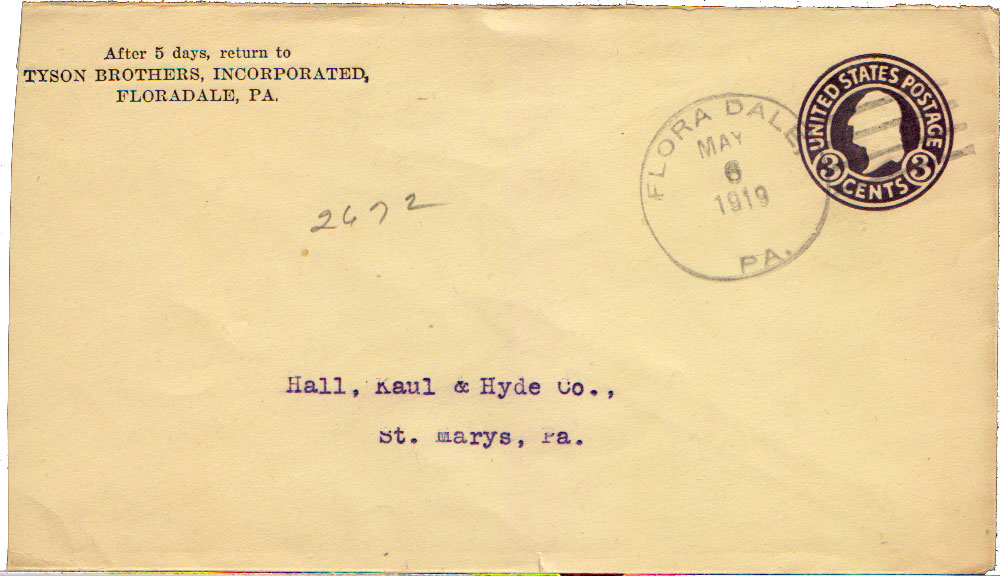 After 5 days, return to
TYSON BROTHERS, INCORPORATED,
FLORADALE, PA.
FLORA DALE,
MAY
6
1919
PA.
UNITED STATES POSTAGE
3 CENTS 3
2672
Hall, Kaul & Hyde Co.,
St. Marys, Pa.